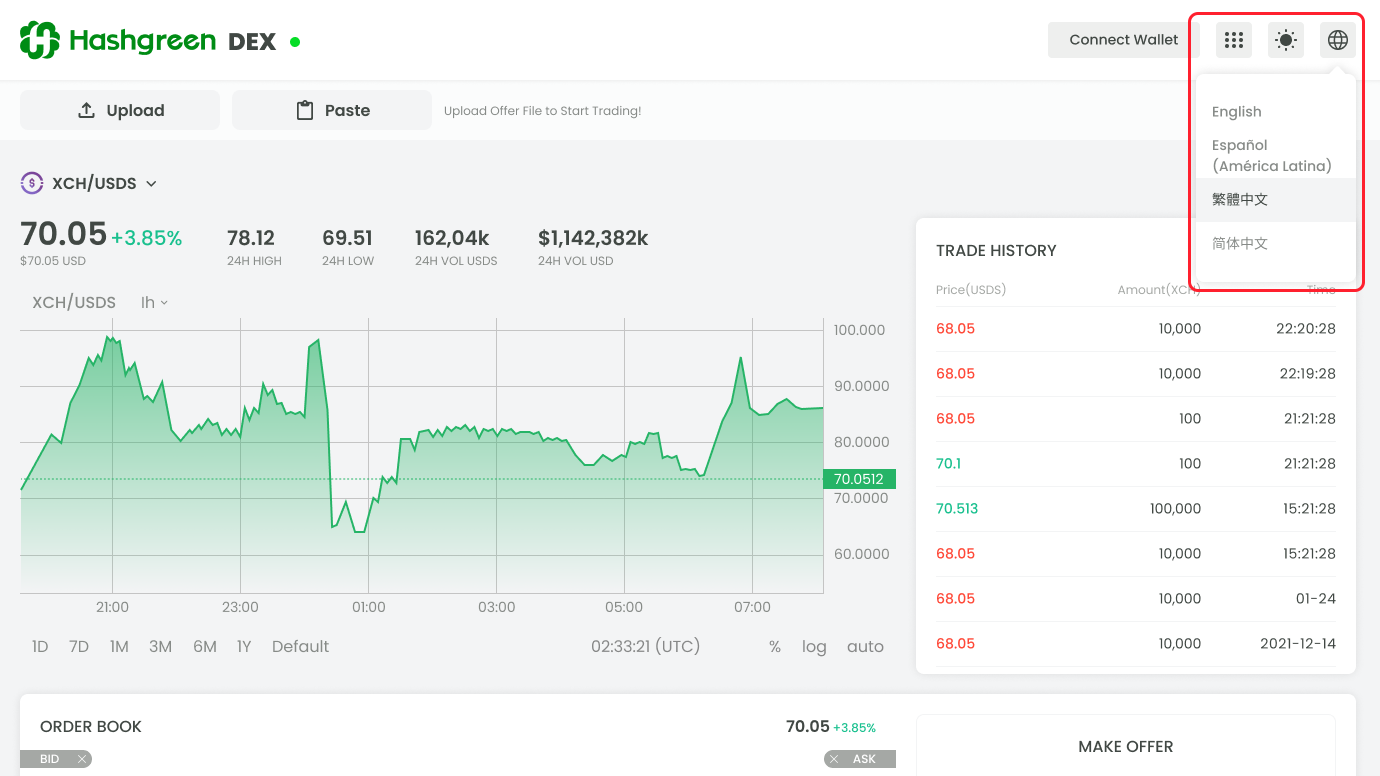 Hashgreen DEX
Connect Wallet
English
Español
(América Latina)
繁體中文
简体中文
Upload
Paste
Upload Offer File to Start Trading!
XCH/USDS
70.05 +3.85%
$70.05 USD
78.12
24H HIGH
69.51
24H LOW
162,04k
24H VOL USDS
$1,142,382k
24H VOL USD
XCH/USDS 1h
100.000
90.0000
80.0000
70.0512
70.0000
60.0000
21:00 23:00 01:00 03:00 05:00 07:00
1D 7D 1M 3M 6M 1Y Default 02:33:21 (UTC) % log auto
TRADE HISTORY
Price(USDS) Amount(XCH) Time
68.05 10,000 22:20:28
68.05 10,000 22:19:28
68.05 100 21:21:28
70.1 100 21:21:28
70.513 100,000 15:21:28
68.05 10,000 15:21:28
68.05 10,000 01-24
68.05 10,000 2021-12-14
ORDER BOOK 70.05 +3.85%
BID ASK
MAKE OFFER